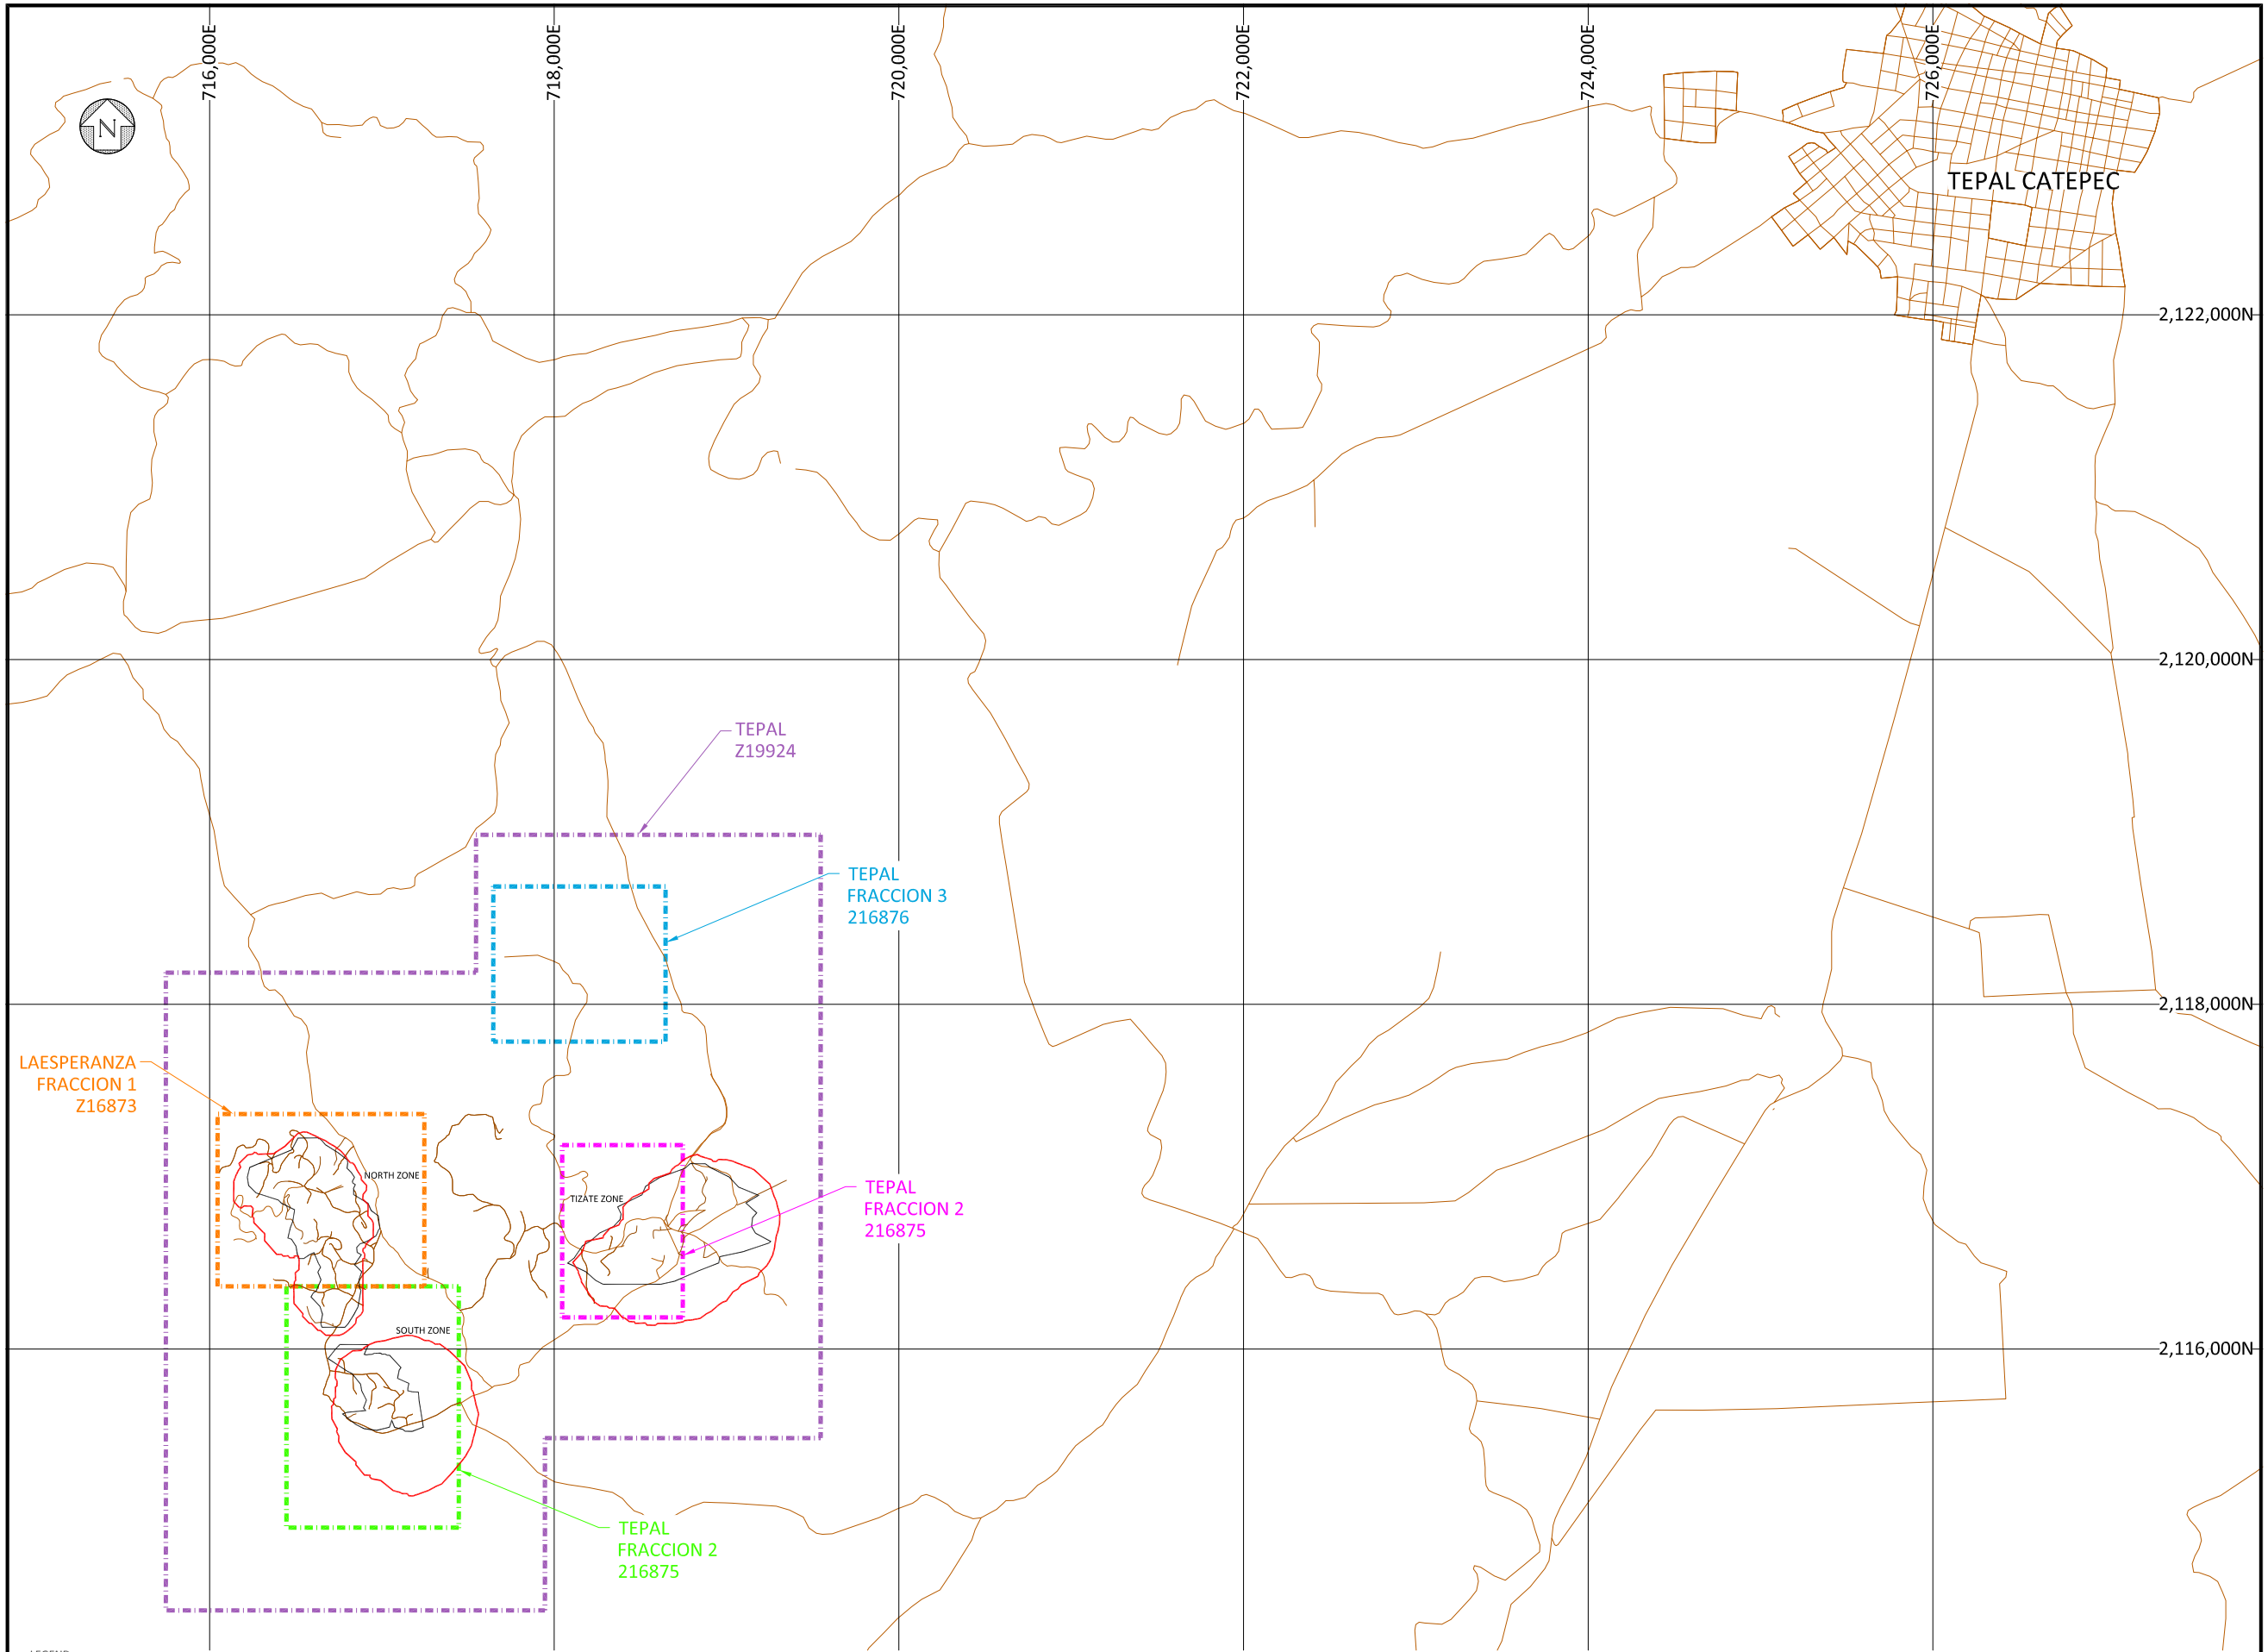 716,000E
718,000E
720,000E
722,000E
724,000E
726,000E
N
TEPAL CATEPEC
2,122,000N
2,120,000N
TEPAL
Z19924
TEPAL
FRACCION 3
216876
2,118,000N
LAESPERANZA
FRACCION 1
Z16873
NORTH ZONE
TIZATE ZONE
TEPAL
FRACCION 2
216875
SOUTH ZONE
2,116,000N
TEPAL
FRACCION 2
216875